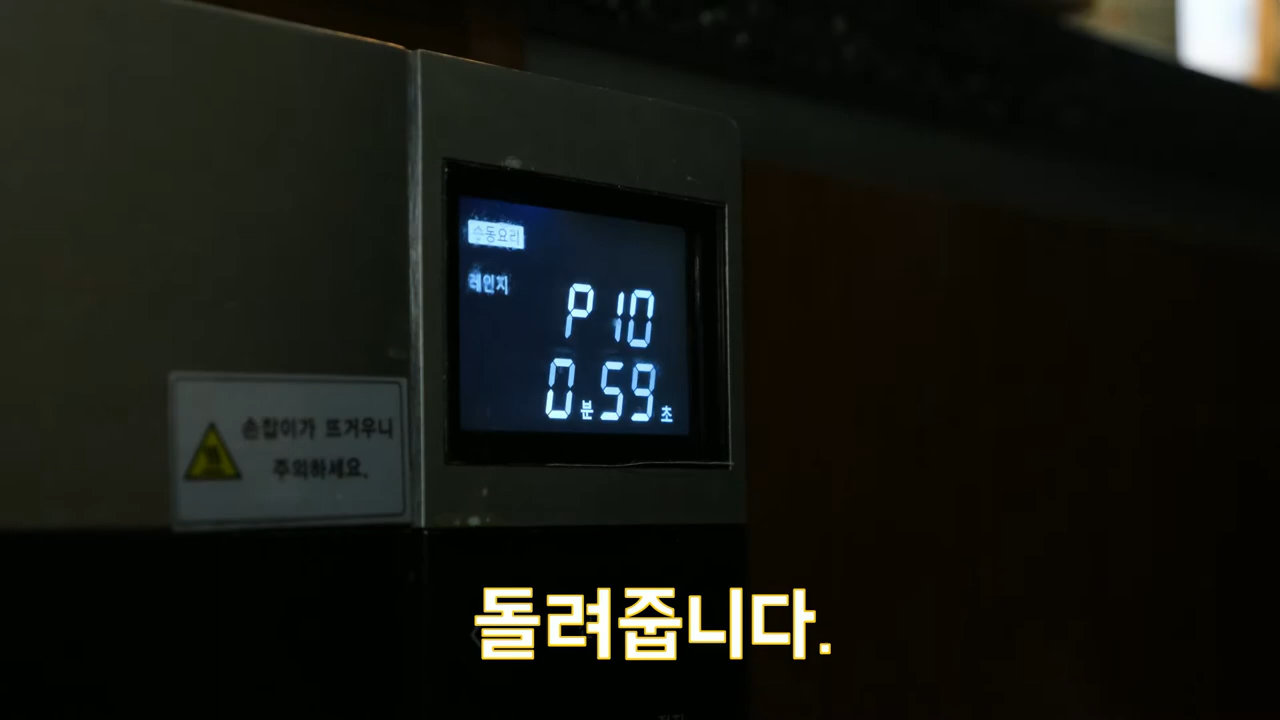 수동요리
레인지
P 10
0분 59초
손잡이가 뜨거우니
주의하세요.
돌려줍니다.